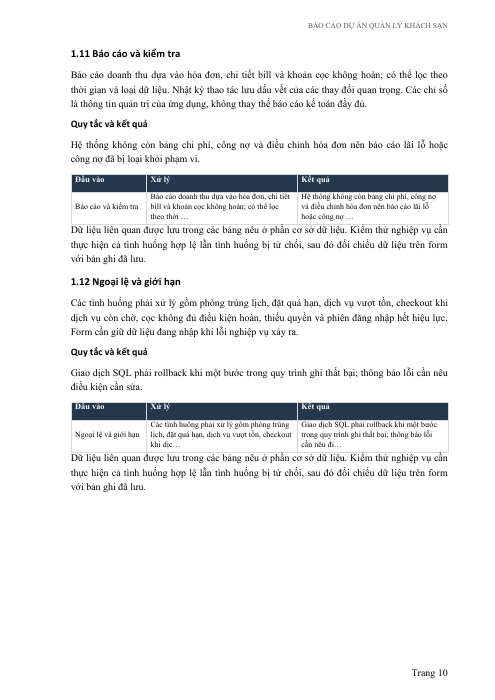 BÁO CÁO DỰ ÁN QUẢN LÝ KHÁCH SẠN
1.11 Báo cáo và kiểm tra
Báo cáo doanh thu dựa vào hóa đơn, chi tiết bill và khoản cọc không hoàn; có thể lọc theo
thời gian và loại dữ liệu. Nhật ký thao tác lưu dấu vết của các thay đổi quan trọng. Các chỉ số
là thông tin quản trị của ứng dụng, không thay thế báo cáo kế toán đầy đủ.
Quy tắc và kết quả
Hệ thống không còn bảng chi phí, công nợ và điều chỉnh hóa đơn nên báo cáo lãi lỗ hoặc
công nợ đã bị loại khỏi phạm vi.
Đầu vào Xử lý Kết quả
Báo cáo và kiểm tra
Báo cáo doanh thu dựa vào hóa đơn, chi tiết
bill và khoản cọc không hoàn; có thể lọc
theo thời …
Hệ thống không còn bảng chi phí, công nợ
và điều chỉnh hóa đơn nên báo cáo lãi lỗ
hoặc công nợ …
Dữ liệu liên quan được lưu trong các bảng nêu ở phần cơ sở dữ liệu. Kiểm thử nghiệp vụ cần
thực hiện cả tình huống hợp lệ lẫn tình huống bị từ chối, sau đó đối chiếu dữ liệu trên form
với bản ghi đã lưu.
1.12 Ngoại lệ và giới hạn
Các tình huống phải xử lý gồm phòng trùng lịch, đặt quá hạn, dịch vụ vượt tồn, checkout khi
dịch vụ còn chờ, cọc không đủ điều kiện hoàn, thiếu quyền và phiên đăng nhập hết hiệu lực.
Form cần giữ dữ liệu đang nhập khi lỗi nghiệp vụ xảy ra.
Quy tắc và kết quả
Giao dịch SQL phải rollback khi một bước trong quy trình ghi thất bại; thông báo lỗi cần nêu
điều kiện cần sửa.
Đầu vào Xử lý Kết quả
Ngoại lệ và giới hạn
Các tình huống phải xử lý gồm phòng trùng
lịch, đặt quá hạn, dịch vụ vượt tồn, checkout
khi dịc…
Giao dịch SQL phải rollback khi một bước
trong quy trình ghi thất bại; thông báo lỗi
cần nêu đi…
Dữ liệu liên quan được lưu trong các bảng nêu ở phần cơ sở dữ liệu. Kiểm thử nghiệp vụ cần
thực hiện cả tình huống hợp lệ lẫn tình huống bị từ chối, sau đó đối chiếu dữ liệu trên form
với bản ghi đã lưu.
Trang 10